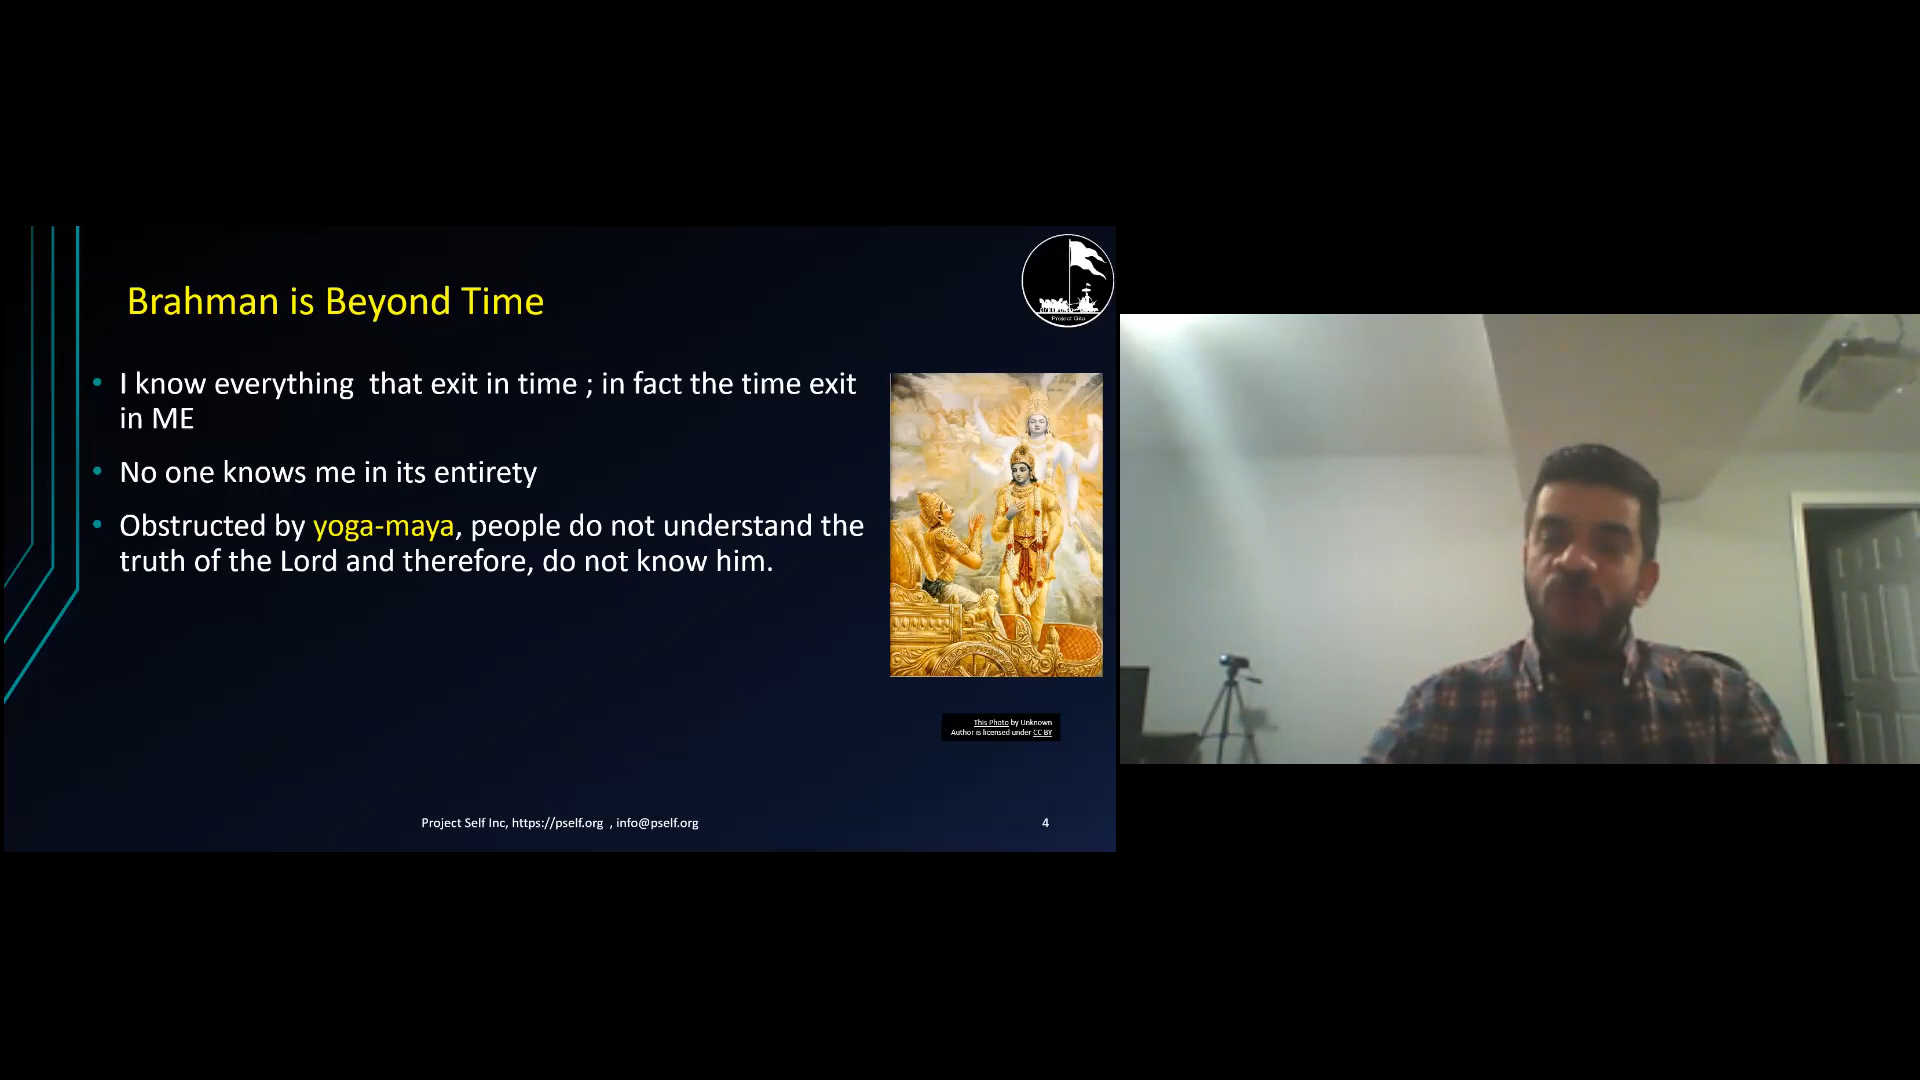 Brahman is Beyond Time
Project Gita
• I know everything  that exit in time ; in fact the time exit
in ME
• No one knows me in its entirety
• Obstructed by yoga-maya, people do not understand the
truth of the Lord and therefore, do not know him.
This Photo by Unknown
Author is licensed under CC BY
Project Self Inc, https://pself.org  , info@pself.org
4